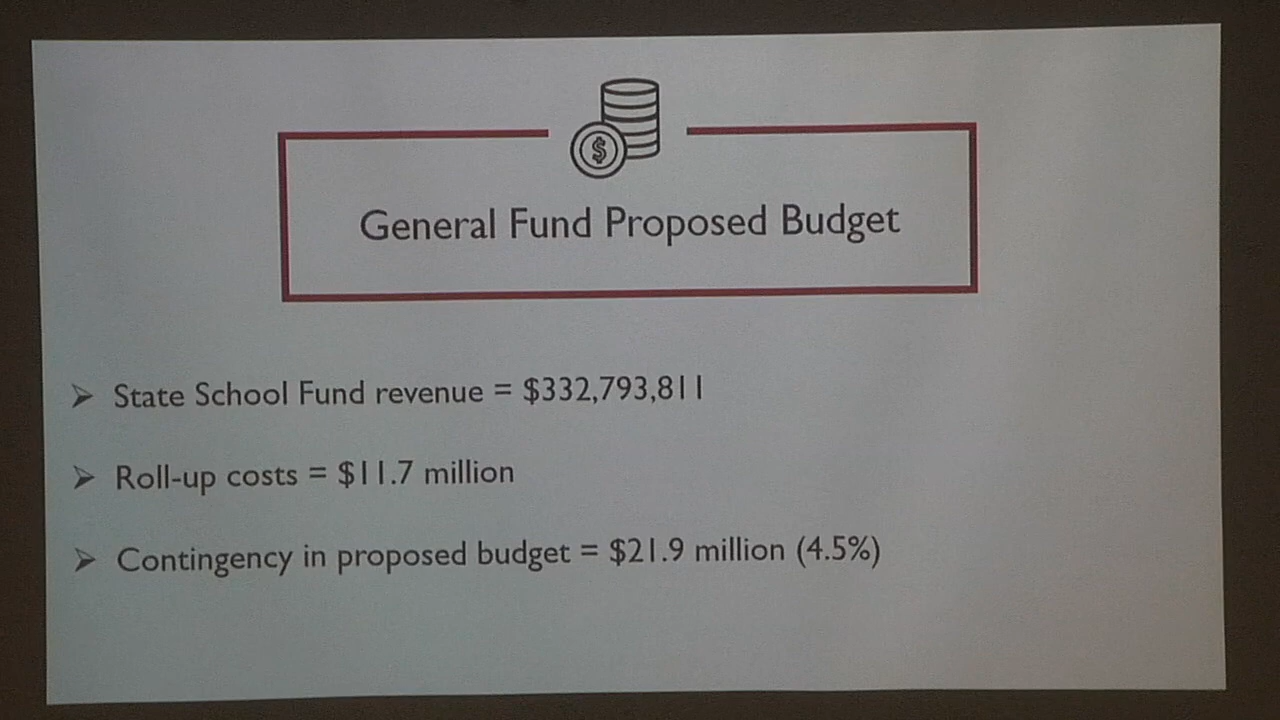 $
General Fund Proposed Budget
➢ State School Fund revenue = $332,793,811
➢ Roll-up costs = $11.7 million
➢ Contingency in proposed budget = $21.9 million (4.5%)